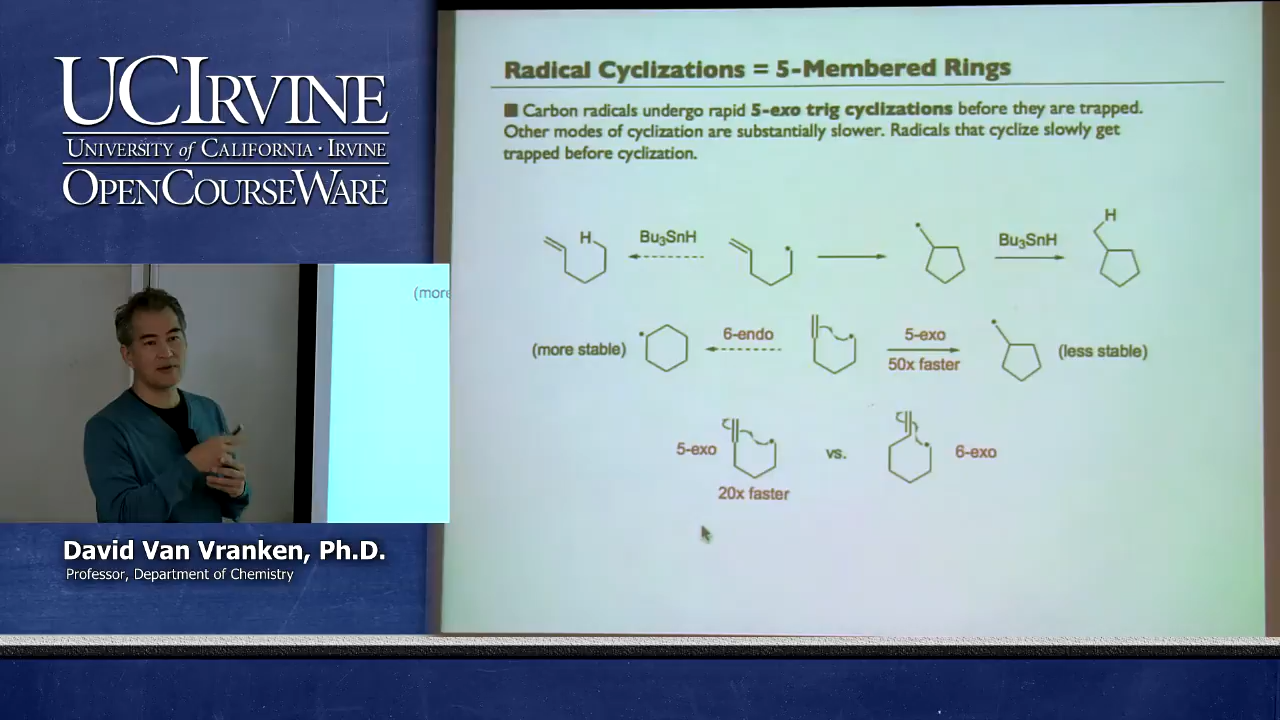 UCIRVINE
UNIVERSITY of CALIFORNIA · IRVINE
OPENCOURSEWARE
(more
David Van Vranken, Ph.D.
Professor, Department of Chemistry
Radical Cyclizations = 5-Membered Rings
■ Carbon radicals undergo rapid 5-exo trig cyclizations before they are trapped.
Other modes of cyclization are substantially slower. Radicals that cyclize slowly get
trapped before cyclization.
H
Bu3SnH
Bu3SnH
H
(more stable)
6-endo
5-exo
50x faster
(less stable)
5-exo
vs.
6-exo
20x faster